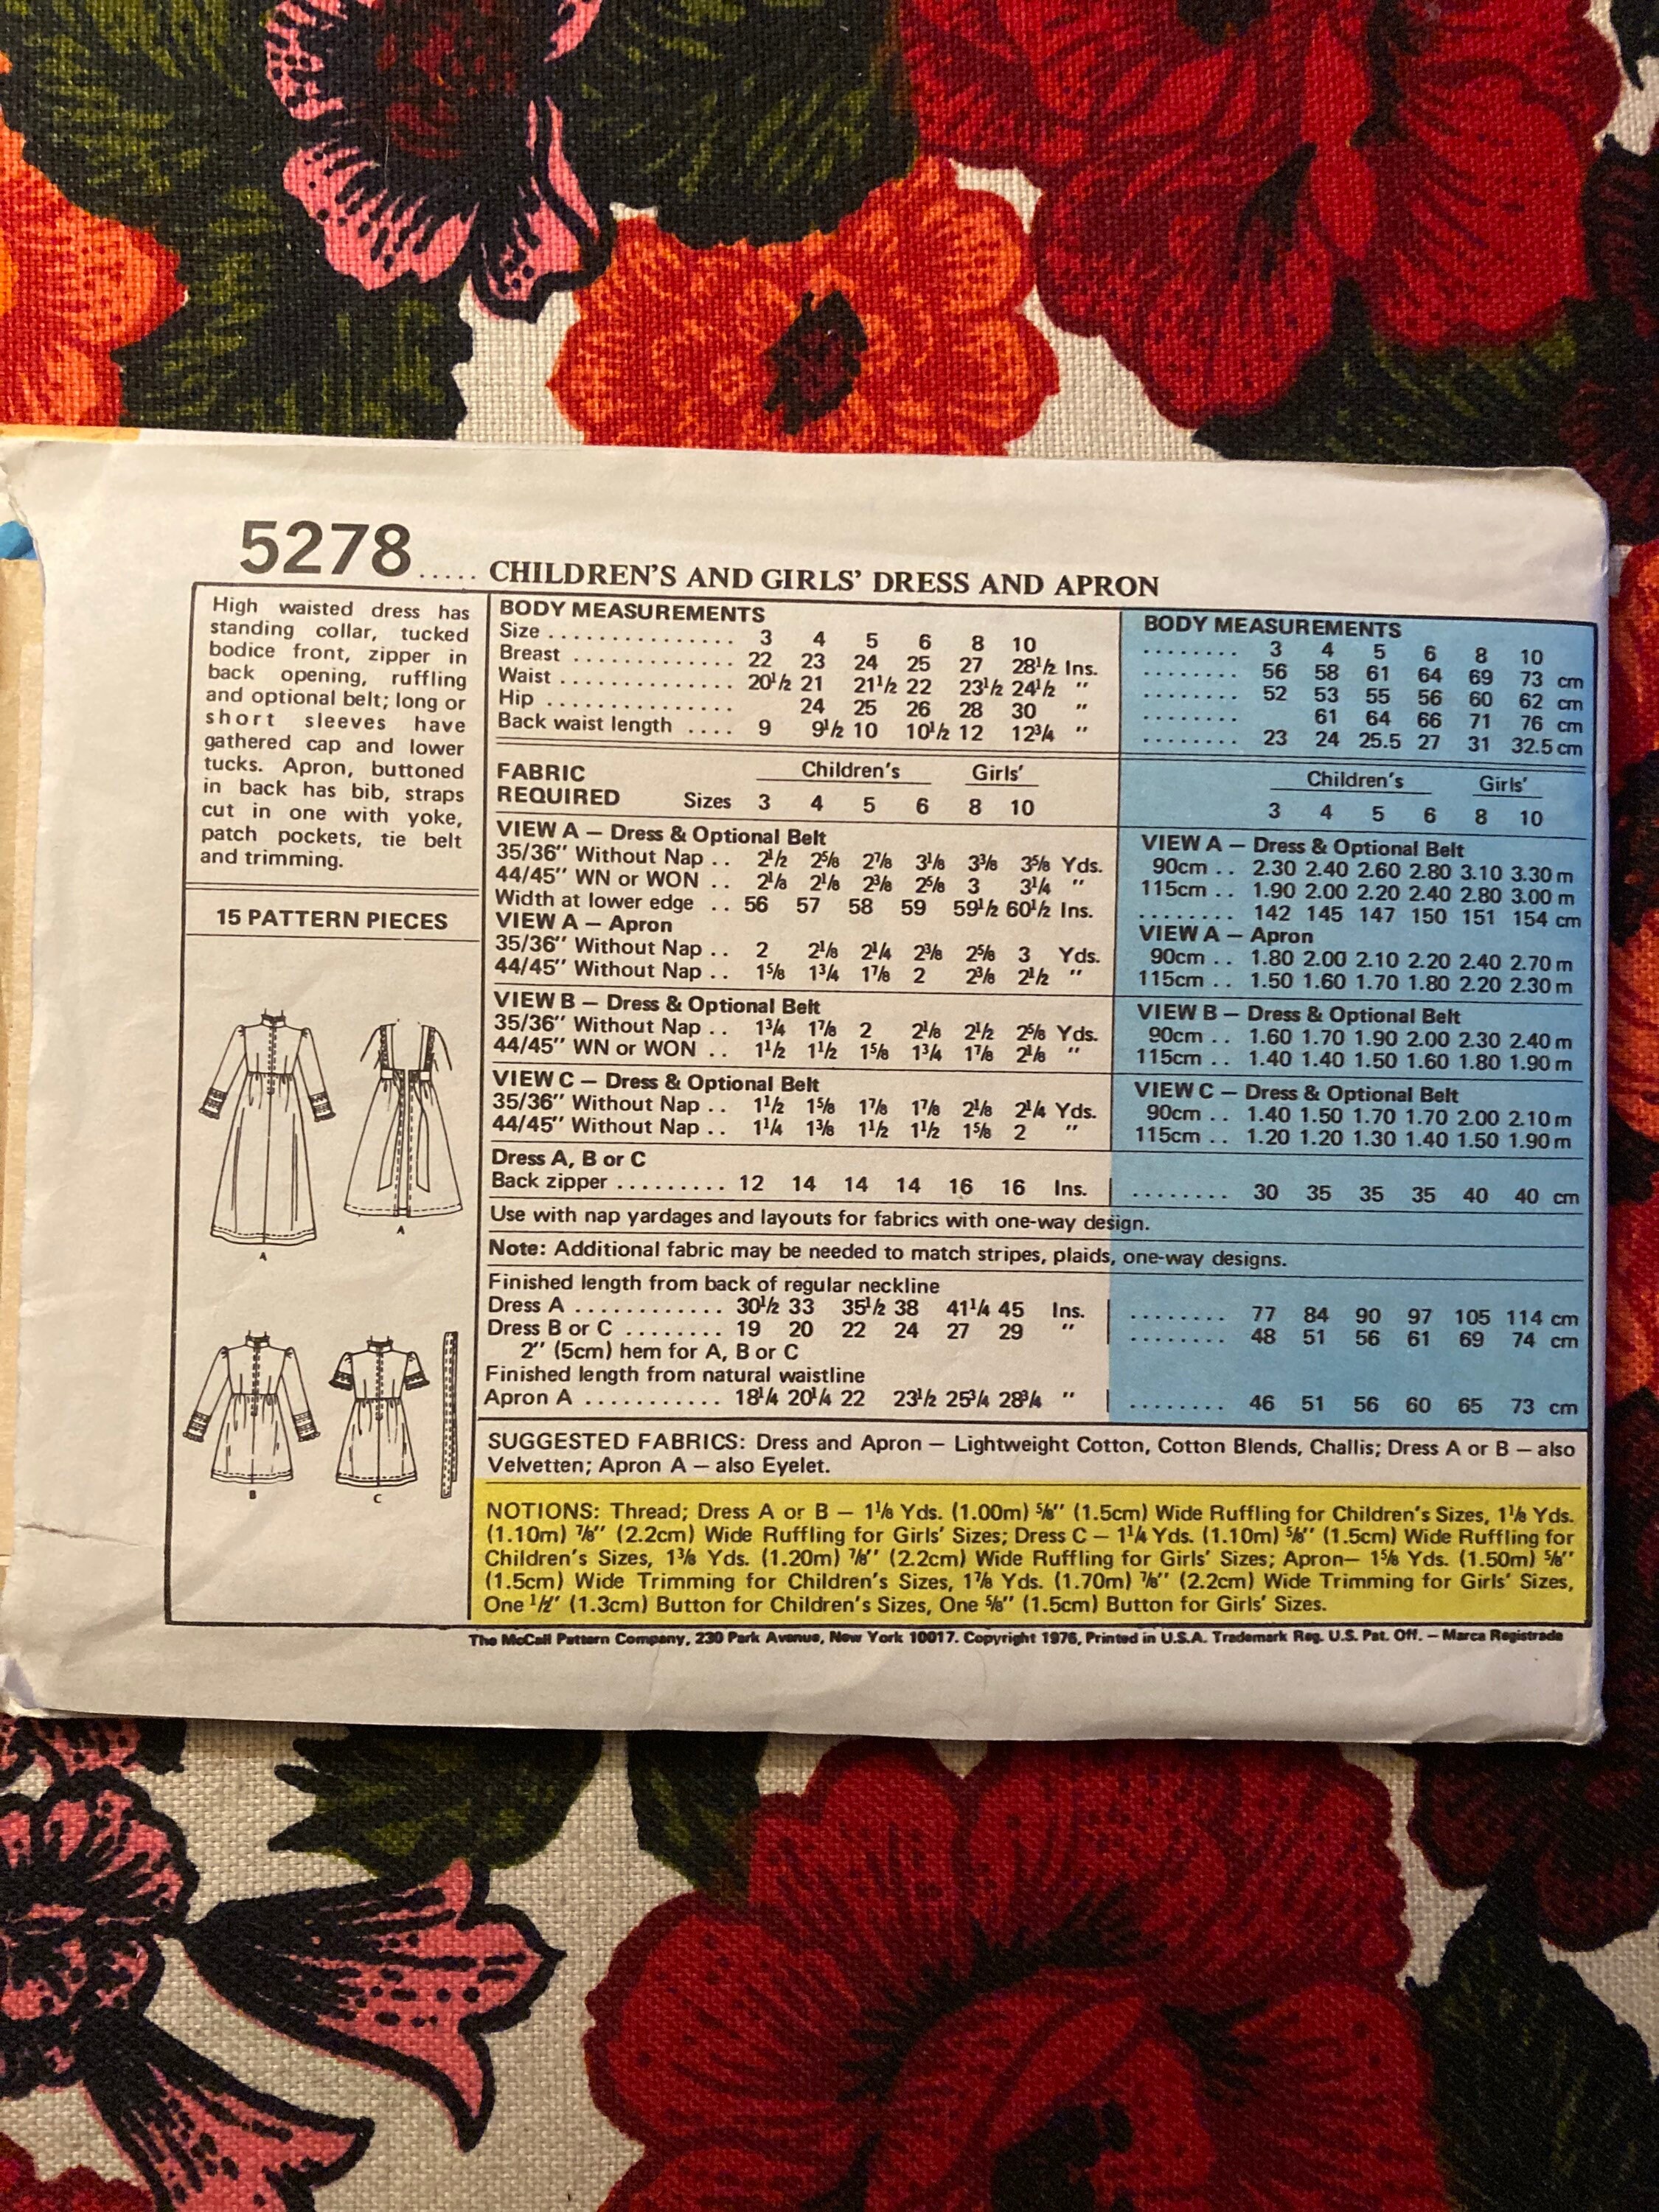 5278..... CHILDREN'S AND GIRLS' DRESS AND APRON
High waisted dress has
standing collar, tucked
bodice front, zipper in
back opening, ruffling
and optional belt; long or
short sleeves have
gathered cap and lower
tucks. Apron, buttoned
in back has bib, straps
cut in one with yoke,
patch pockets, tie belt
and trimming.
15 PATTERN PIECES
A
A
B
C
BODY MEASUREMENTS
Size ............... 3 4 5 6 8 10
Breast ............. 22 23 24 25 27 28½ Ins.
Waist .............. 20½ 21 21½ 22 23½ 24½ "
Hip ................ 24 25 26 28 30 "
Back waist length .... 9 9½ 10 10½ 12 12¾ "
FABRIC Children's Girls'
REQUIRED Sizes 3 4 5 6 8 10
VIEW A – Dress & Optional Belt
35/36" Without Nap .. 2½ 2⅝ 2⅞ 3⅛ 3⅜ 3⅝ Yds.
44/45" WN or WON .. 2⅛ 2⅛ 2⅜ 2⅝ 3 3¼ "
Width at lower edge .. 56 57 58 59 59½ 60½ Ins.
VIEW A – Apron
35/36" Without Nap .. 2 2⅛ 2¼ 2⅜ 2⅝ 3 Yds.
44/45" Without Nap .. 1⅝ 1¾ 1⅞ 2 2⅜ 2½ "
VIEW B – Dress & Optional Belt
35/36" Without Nap .. 1¾ 1⅞ 2 2⅛ 2½ 2⅝ Yds.
44/45" WN or WON .. 1½ 1½ 1⅝ 1¾ 1⅞ 2⅛ "
VIEW C – Dress & Optional Belt
35/36" Without Nap .. 1½ 1⅝ 1⅞ 1⅞ 2⅛ 2¼ Yds.
44/45" Without Nap .. 1¼ 1⅜ 1½ 1½ 1⅝ 2 "
Dress A, B or C
Back zipper ......... 12 14 14 14 16 16 Ins.
BODY MEASUREMENTS
........ 3 4 5 6 8 10
........ 56 58 61 64 69 73 cm
........ 52 53 55 56 60 62 cm
........ 61 64 66 71 76 cm
........ 23 24 25.5 27 31 32.5 cm
Children's Girls'
3 4 5 6 8 10
VIEW A – Dress & Optional Belt
90cm .. 2.30 2.40 2.60 2.80 3.10 3.30 m
115cm .. 1.90 2.00 2.20 2.40 2.80 3.00 m
........ 142 145 147 150 151 154 cm
VIEW A – Apron
90cm .. 1.80 2.00 2.10 2.20 2.40 2.70 m
115cm .. 1.50 1.60 1.70 1.80 2.20 2.30 m
VIEW B – Dress & Optional Belt
90cm .. 1.60 1.70 1.90 2.00 2.30 2.40 m
115cm .. 1.40 1.40 1.50 1.60 1.80 1.90 m
VIEW C – Dress & Optional Belt
90cm .. 1.40 1.50 1.70 1.70 2.00 2.10 m
115cm .. 1.20 1.20 1.30 1.40 1.50 1.90 m
........ 30 35 35 35 40 40 cm
Use with nap yardages and layouts for fabrics with one-way design.
Note: Additional fabric may be needed to match stripes, plaids, one-way designs.
Finished length from back of regular neckline
Dress A ............ 30½ 33 35½ 38 41¼ 45 Ins. ........ 77 84 90 97 105 114 cm
Dress B or C ........ 19 20 22 24 27 29 " ........ 48 51 56 61 69 74 cm
2" (5cm) hem for A, B or C
Finished length from natural waistline
Apron A ........... 18¼ 20¼ 22 23½ 25¾ 28¾ " ........ 46 51 56 60 65 73 cm
SUGGESTED FABRICS: Dress and Apron – Lightweight Cotton, Cotton Blends, Challis; Dress A or B – also
Velvetten; Apron A – also Eyelet.
NOTIONS: Thread; Dress A or B – 1⅛ Yds. (1.00m) ⅝" (1.5cm) Wide Ruffling for Children's Sizes, 1⅛ Yds.
(1.10m) ⅞" (2.2cm) Wide Ruffling for Girls' Sizes; Dress C – 1¼ Yds. (1.10m) ⅝" (1.5cm) Wide Ruffling for
Children's Sizes, 1⅜ Yds. (1.20m) ⅞" (2.2cm) Wide Ruffling for Girls' Sizes; Apron– 1⅝ Yds. (1.50m) ⅝"
(1.5cm) Wide Trimming for Children's Sizes, 1⅞ Yds. (1.70m) ⅞" (2.2cm) Wide Trimming for Girls' Sizes,
One ½" (1.3cm) Button for Children's Sizes, One ⅝" (1.5cm) Button for Girls' Sizes.
The McCall Pattern Company, 230 Park Avenue, New York 10017. Copyright 1976, Printed in U.S.A. Trademark Reg. U.S. Pat. Off. – Marca Registrada